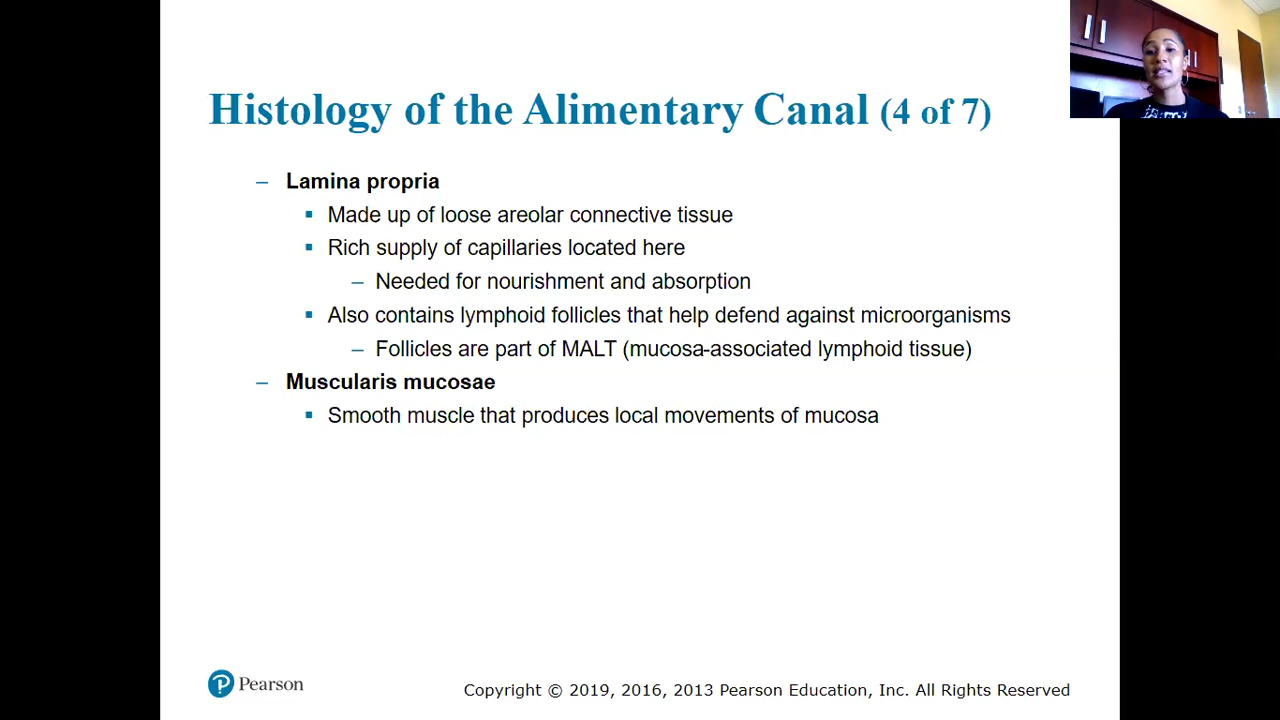 Histology of the Alimentary Canal (4 of 7)
– Lamina propria
▪ Made up of loose areolar connective tissue
▪ Rich supply of capillaries located here
– Needed for nourishment and absorption
▪ Also contains lymphoid follicles that help defend against microorganisms
– Follicles are part of MALT (mucosa-associated lymphoid tissue)
– Muscularis mucosae
▪ Smooth muscle that produces local movements of mucosa
Pearson
Copyright © 2019, 2016, 2013 Pearson Education, Inc. All Rights Reserved